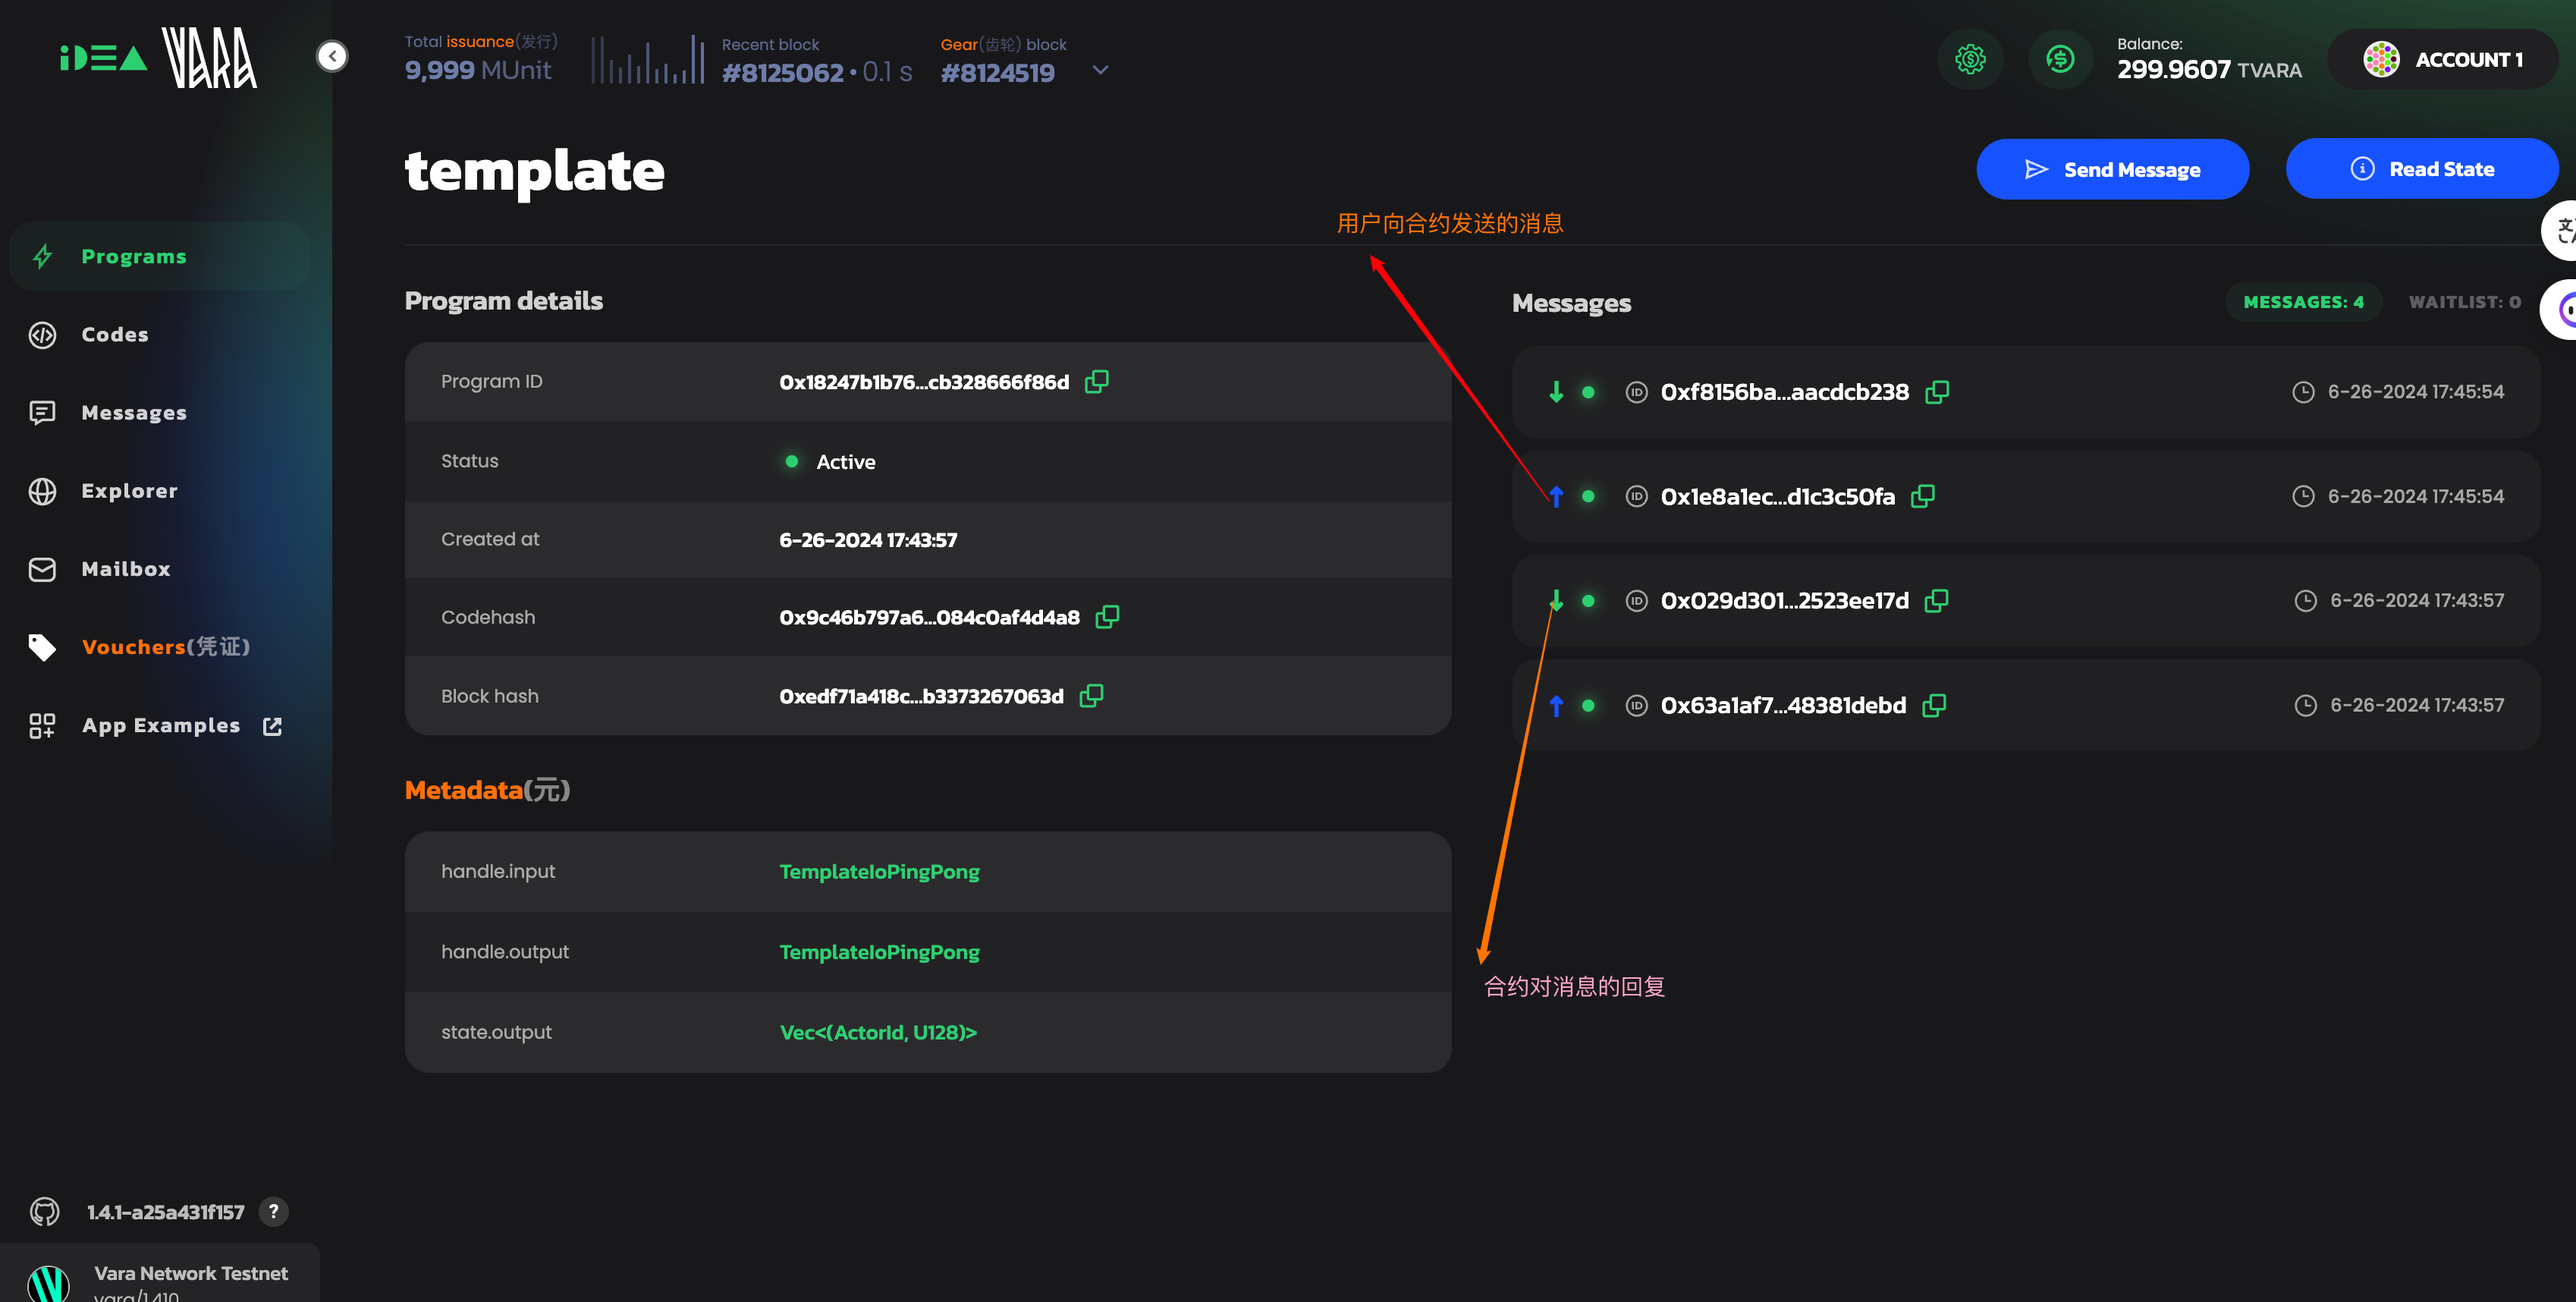 iDEA VARA
Total issuance(发行)
9,999 MUnit
Recent block
#8125062 • 0.1 s
Gear(齿轮) block
#8124519
Balance:
299.9607 TVARA
ACCOUNT 1
template
Send Message
Read State
用户向合约发送的消息
Programs
Codes
Messages
Explorer
Mailbox
Vouchers(凭证)
App Examples
Program details
Program ID 0x18247b1b76...cb328666f86d
Status Active
Created at 6-26-2024 17:43:57
Codehash 0x9c46b797a6...084c0af4d4a8
Block hash 0xedf71a418c...b3373267063d
Metadata(元)
handle.input TemplateIoPingPong
handle.output TemplateIoPingPong
state.output Vec<(ActorId, U128)>
Messages
MESSAGES: 4 WAITLIST: 0
ID 0xf8156ba...aacdcb238 6-26-2024 17:45:54
ID 0x1e8a1ec...d1c3c50fa 6-26-2024 17:45:54
ID 0x029d301...2523ee17d 6-26-2024 17:43:57
ID 0x63a1af7...48381debd 6-26-2024 17:43:57
合约对消息的回复
1.4.1-a25a431f157 ?
Vara Network Testnet
vara/1410